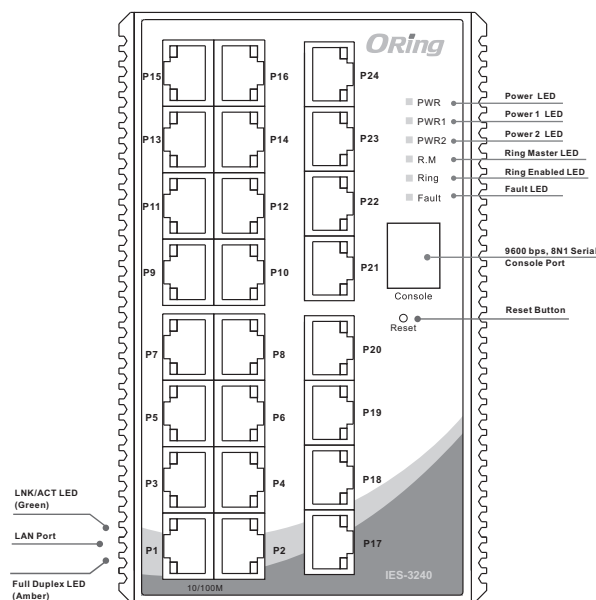 ORing
P15 P16 P24
PWR Power LED
PWR1 Power 1 LED
P13 P14 P23
PWR2 Power 2 LED
R.M Ring Master LED
Ring Ring Enabled LED
Fault Fault LED
P11 P12 P22
9600 bps, 8N1 Serial
Console Port
P9 P10 P21
Console
Reset Button
Reset
P7 P8 P20
P5 P6 P19
P3 P4 P18
LNK/ACT LED
(Green)
LAN Port
P1 P2 P17
Full Duplex LED
(Amber)
IES-3240
10/100M